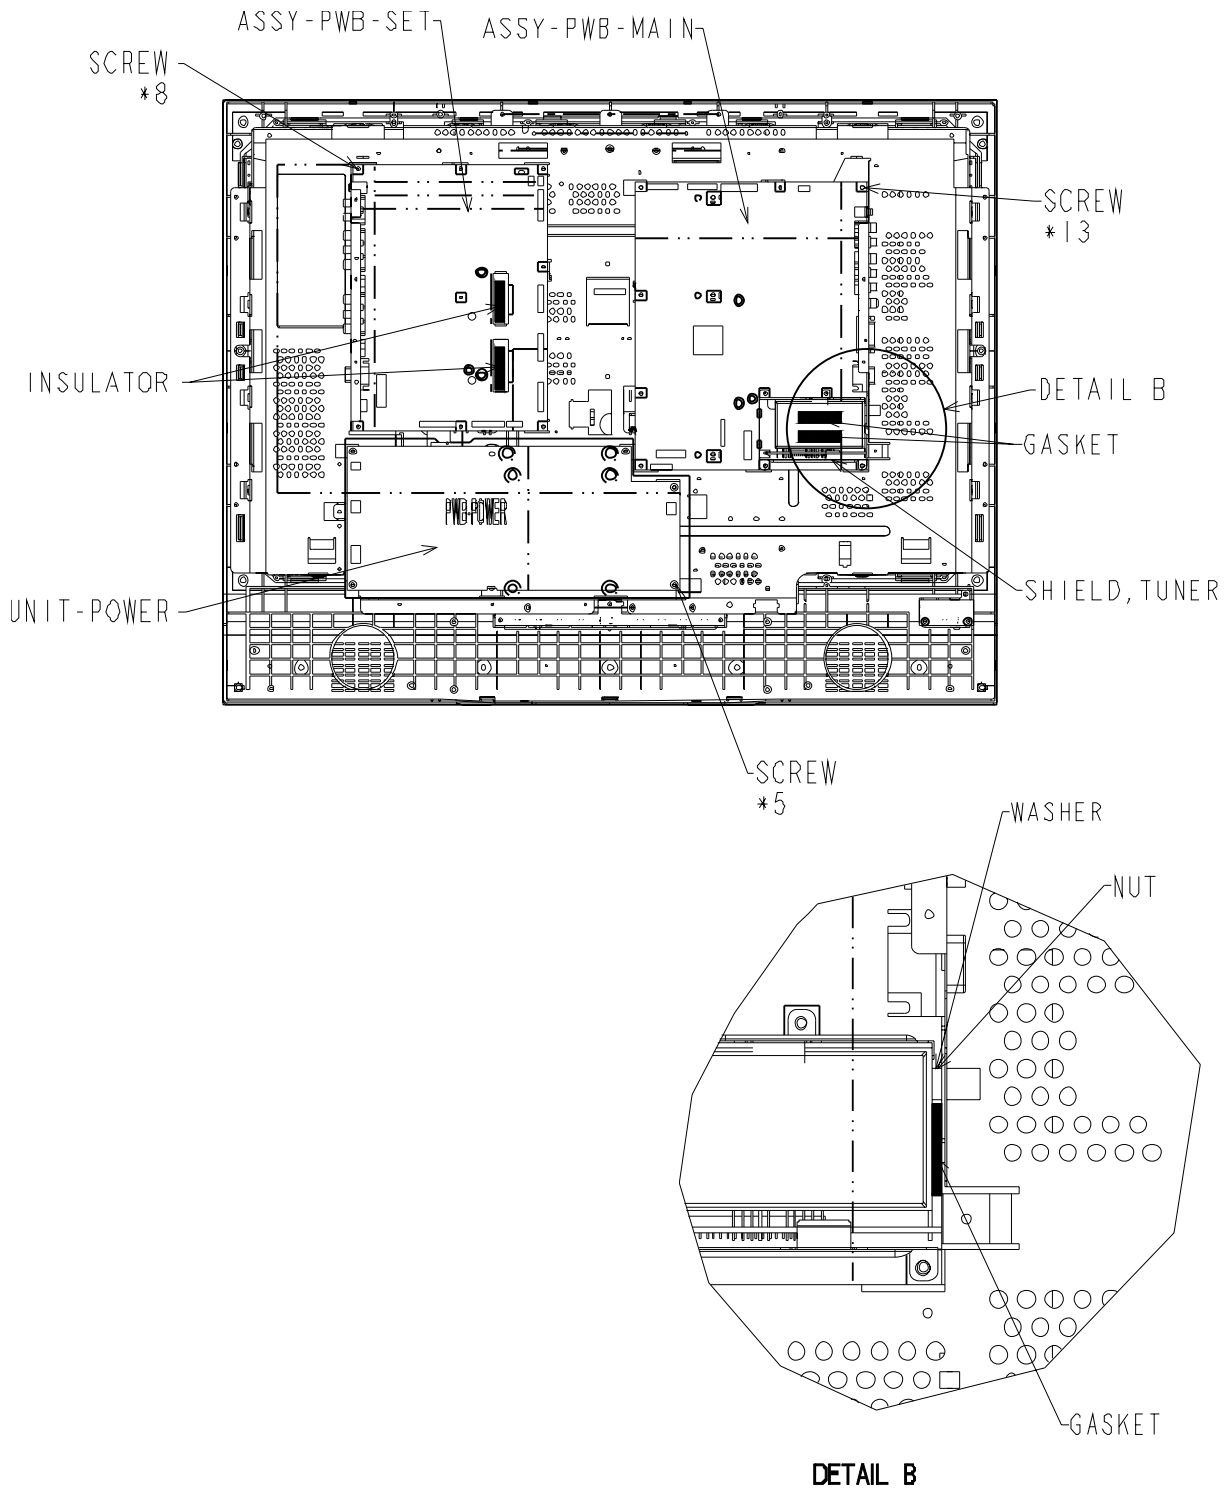 ASSY-PWB-SET
ASSY-PWB-MAIN
SCREW
*8
SCREW
*13
INSULATOR
DETAIL B
GASKET
PWB-POWER
UNIT-POWER
SHIELD,TUNER
SCREW
*5
WASHER
NUT
GASKET
DETAIL B